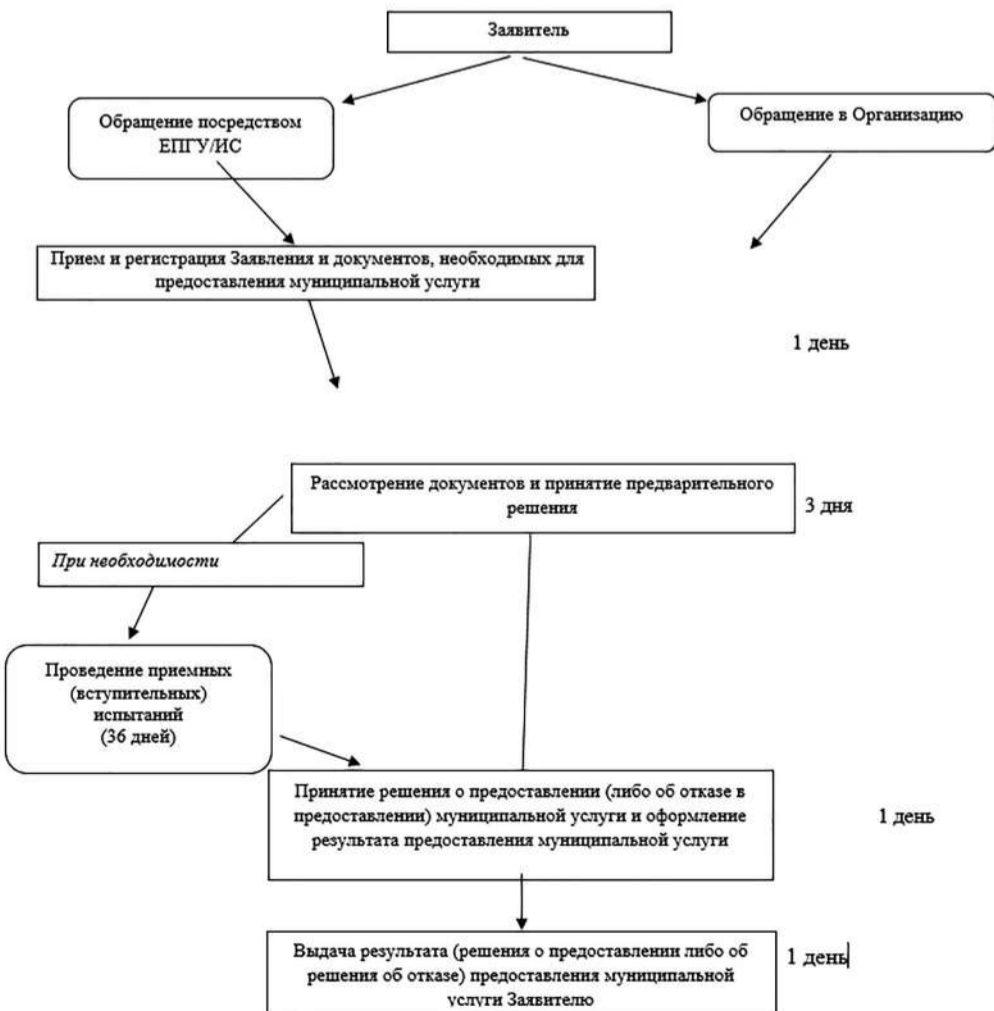 Заявитель
Обращение посредством
ЕПГУ/ИС
Обращение в Организацию
Прием и регистрация Заявления и документов, необходимых для
предоставления муниципальной услуги
1 день
Рассмотрение документов и принятие предварительного
решения
3 дня
При необходимости
Проведение приемных
(вступительных)
испытаний
(36 дней)
Принятие решения о предоставлении (либо об отказе в
предоставлении) муниципальной услуги и оформление
результата предоставления муниципальной услуги
1 день
Выдача результата (решения о предоставлении либо об
решения об отказе) предоставления муниципальной
услуги Заявителю
1 день